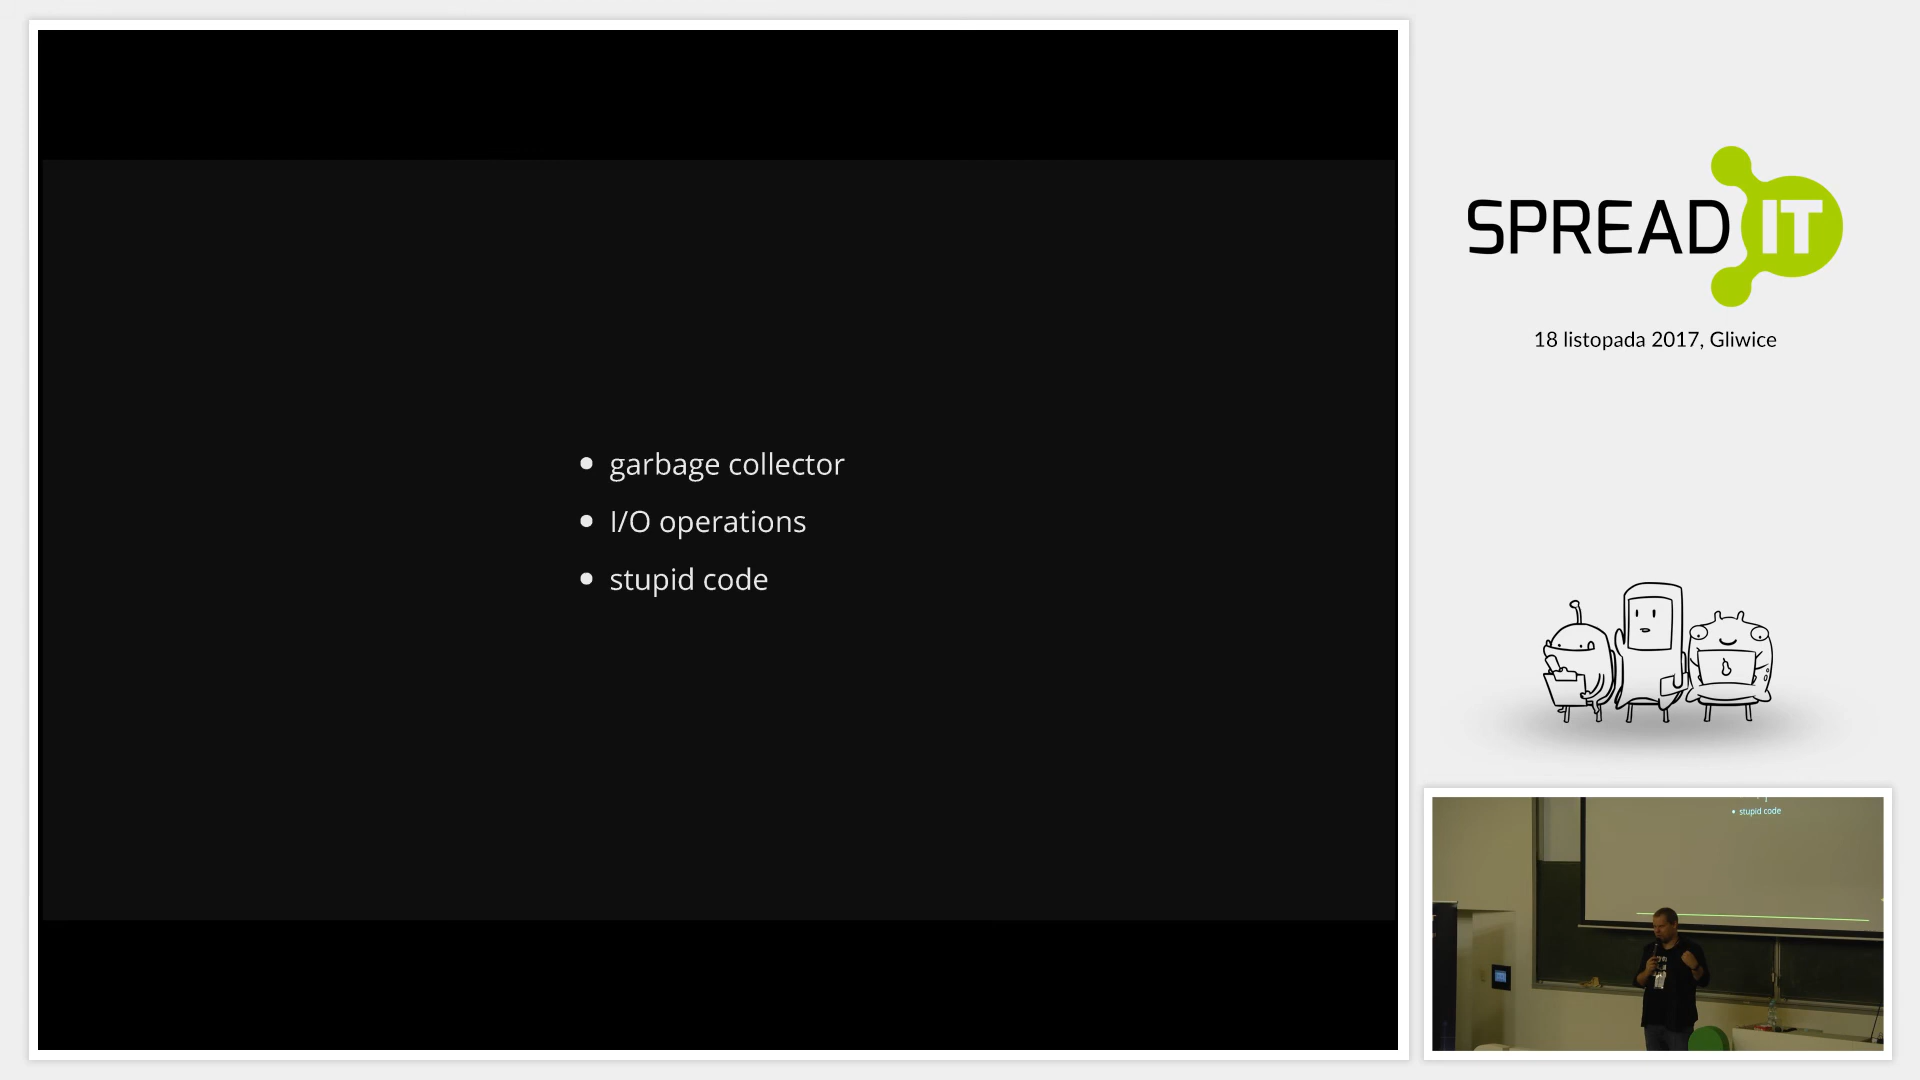 garbage collector
I/O operations
stupid code
SPREAD IT
18 listopada 2017, Gliwice
stupid code